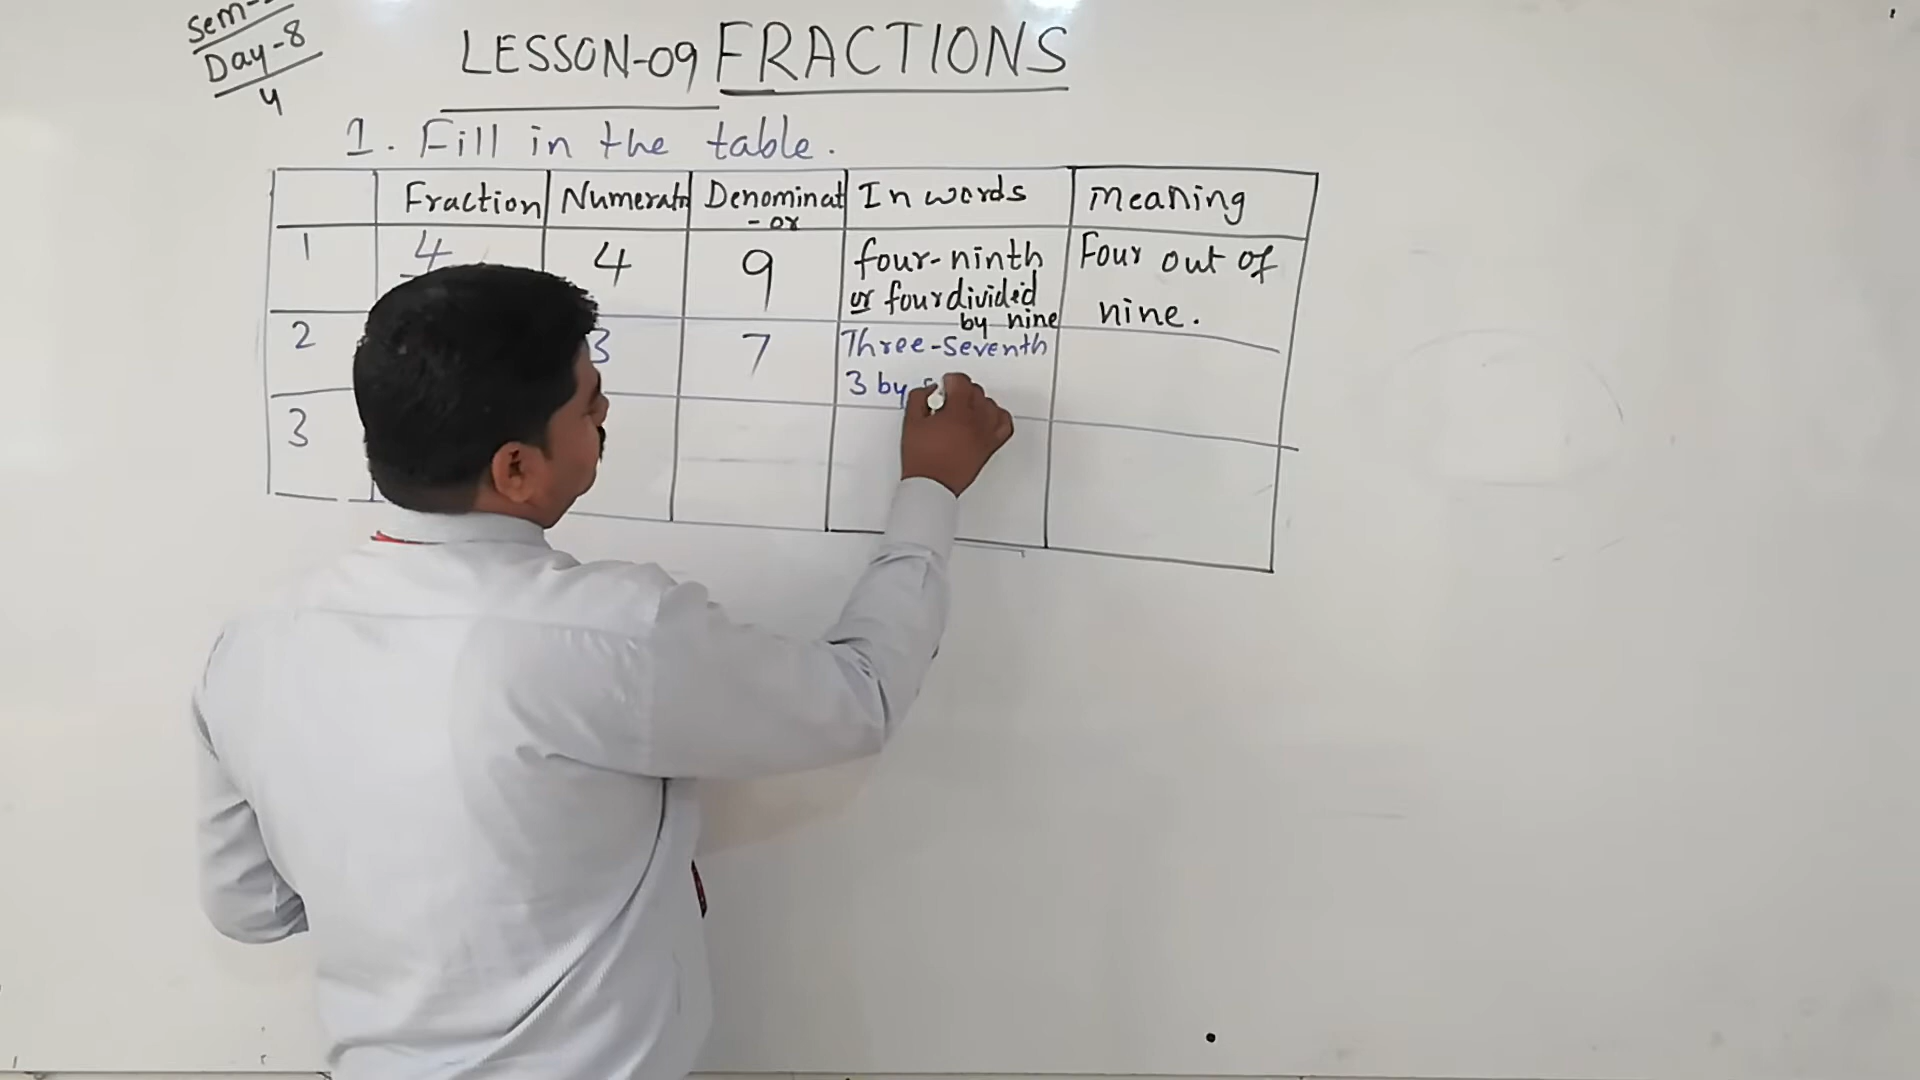 Day-8
4
LESSON-09 FRACTIONS
1. Fill in the table.
Fraction Numerato Denominat In words meaning
-or
1 4 4 9 four-ninth Four out of
or four divided nine.
by nine
2 3 7 Three-Seventh
3 by
3